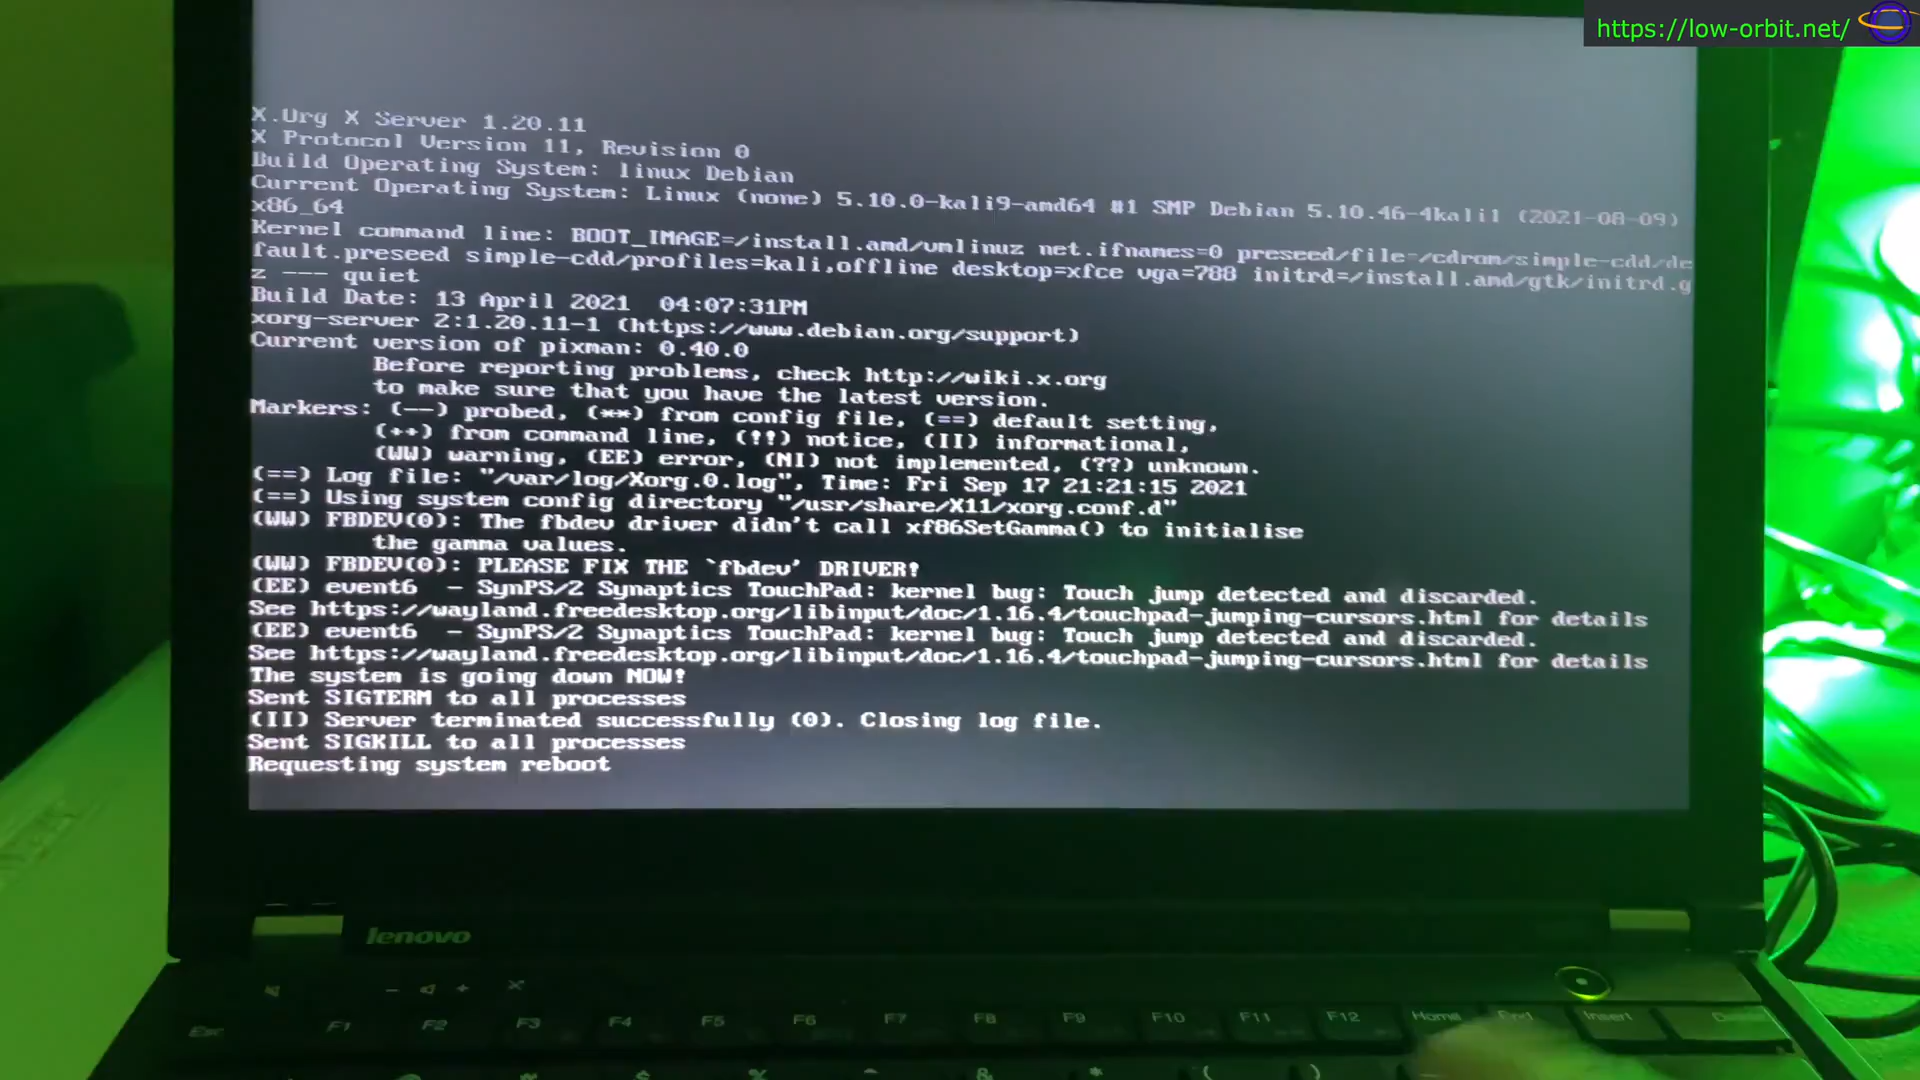 https://low-orbit.net/
X.Org X Server 1.20.11
X Protocol Version 11, Revision 0
Build Operating System: linux Debian
Current Operating System: Linux (none) 5.10.0-kali9-amd64 #1 SMP Debian 5.10.46-4kali1 (2021-08-09)
x86_64
Kernel command line: BOOT_IMAGE=/install.amd/vmlinuz net.ifnames=0 preseed/file=/cdrom/simple-cdd/de
fault.preseed simple-cdd/profiles=kali,offline desktop=xfce vga=788 initrd=/install.amd/gtk/initrd.g
z --- quiet
Build Date: 13 April 2021  04:07:31PM
xorg-server 2:1.20.11-1 (https://www.debian.org/support)
Current version of pixman: 0.40.0
Before reporting problems, check http://wiki.x.org
to make sure that you have the latest version.
Markers: (--) probed, (**) from config file, (==) default setting,
(++) from command line, (!!) notice, (II) informational,
(WW) warning, (EE) error, (NI) not implemented, (??) unknown.
(==) Log file: "/var/log/Xorg.0.log", Time: Fri Sep 17 21:21:15 2021
(==) Using system config directory "/usr/share/X11/xorg.conf.d"
(WW) FBDEV(0): The fbdev driver didn't call xf86SetGamma() to initialise
the gamma values.
(WW) FBDEV(0): PLEASE FIX THE `fbdev' DRIVER!
(EE) event6  - SynPS/2 Synaptics TouchPad: kernel bug: Touch jump detected and discarded.
See https://wayland.freedesktop.org/libinput/doc/1.16.4/touchpad-jumping-cursors.html for details
(EE) event6  - SynPS/2 Synaptics TouchPad: kernel bug: Touch jump detected and discarded.
See https://wayland.freedesktop.org/libinput/doc/1.16.4/touchpad-jumping-cursors.html for details
The system is going down NOW!
Sent SIGTERM to all processes
(II) Server terminated successfully (0). Closing log file.
Sent SIGKILL to all processes
Requesting system reboot
lenovo
Esc F1 F2 F3 F4 F5 F6 F7 F8 F9 F10 F11 F12 Home End Insert
$ % ^ & * ( )